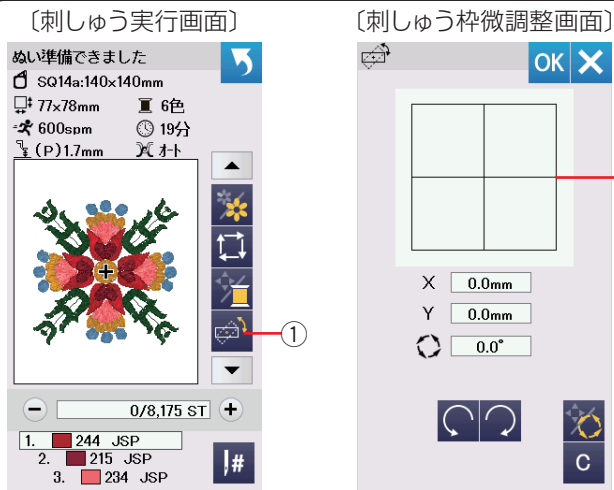 〔刺しゅう実行画面〕
ぬい準備できました
SQ14a:140×140mm
77×78mm 6色
600spm 19分
(P)1.7mm オート
①
0/8,175 ST
1. 244 JSP
2. 215 JSP
3. 234 JSP
#
〔刺しゅう枠微調整画面〕
OK
X 0.0mm
Y 0.0mm
0.0°
C